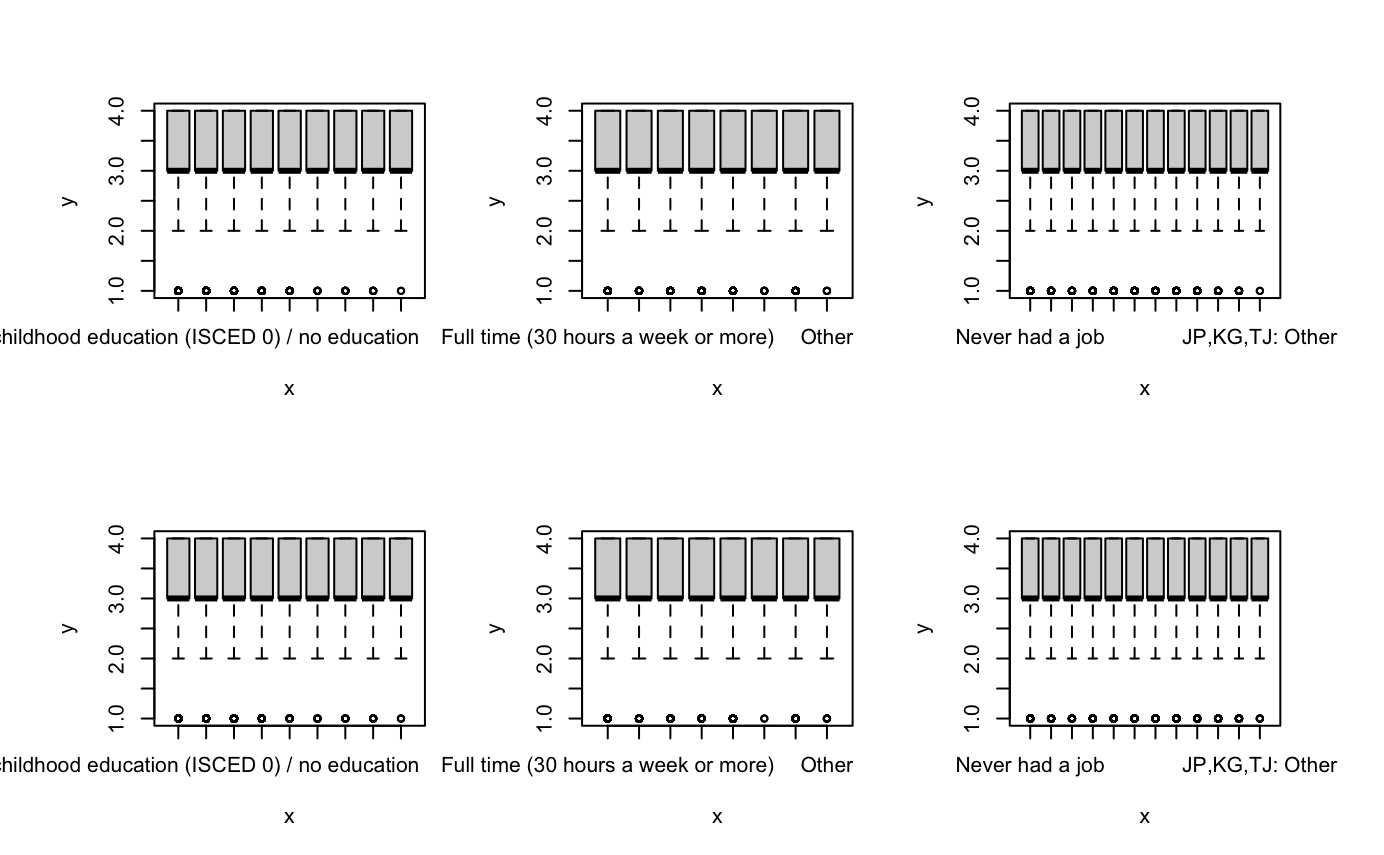 4.0 4.0 4.0
3.0 3.0 3.0
y y y
2.0 2.0 2.0
1.0 1.0 1.0
childhood education (ISCED 0) / no education Full time (30 hours a week or more) Other Never had a job JP,KG,TJ: Other
x x x
4.0 4.0 4.0
3.0 3.0 3.0
y y y
2.0 2.0 2.0
1.0 1.0 1.0
childhood education (ISCED 0) / no education Full time (30 hours a week or more) Other Never had a job JP,KG,TJ: Other
x x x